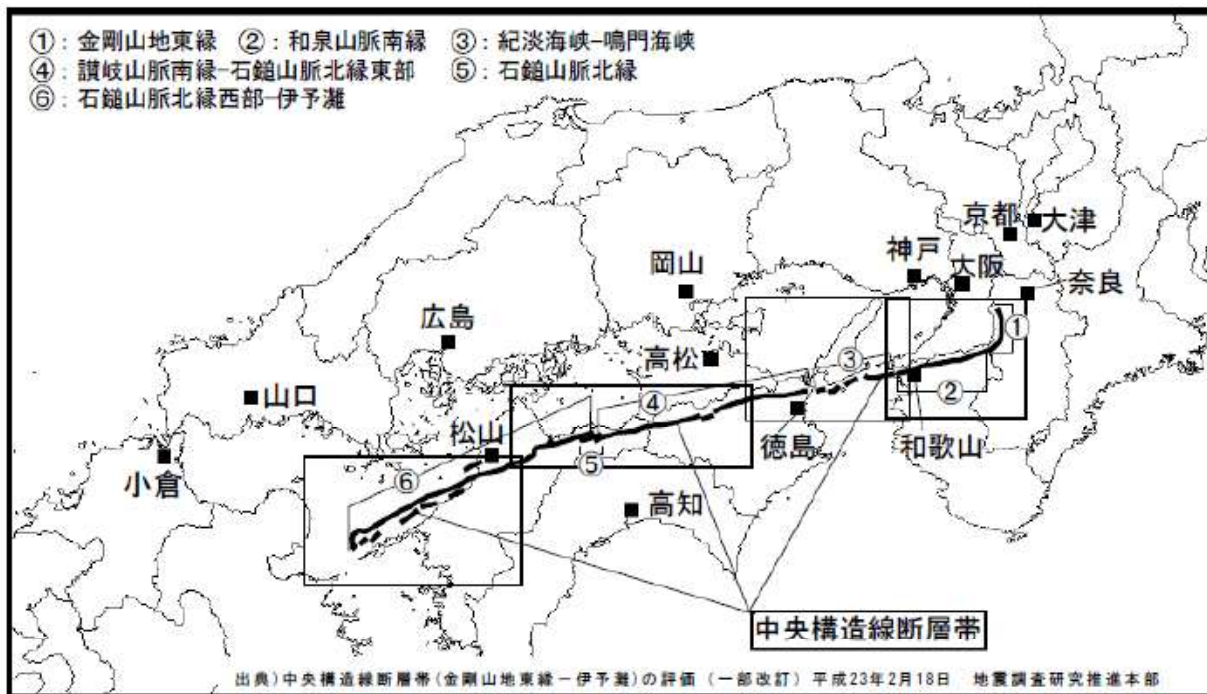 ①：金剛山地東縁　②：和泉山脈南縁　③：紀淡海峡−鳴門海峡
④：讃岐山脈南縁−石鎚山脈北縁東部　⑤：石鎚山脈北縁
⑥：石鎚山脈北縁西部−伊予灘
京都
大津
神戸
大阪
奈良
岡山
広島
①
高松
③
②
山口
④
松山
徳島
和歌山
小倉
⑥
⑤
高知
中央構造線断層帯
出典)中央構造線断層帯(金剛山地東縁−伊予灘)の評価（一部改訂）平成23年2月18日　地震調査研究推進本部